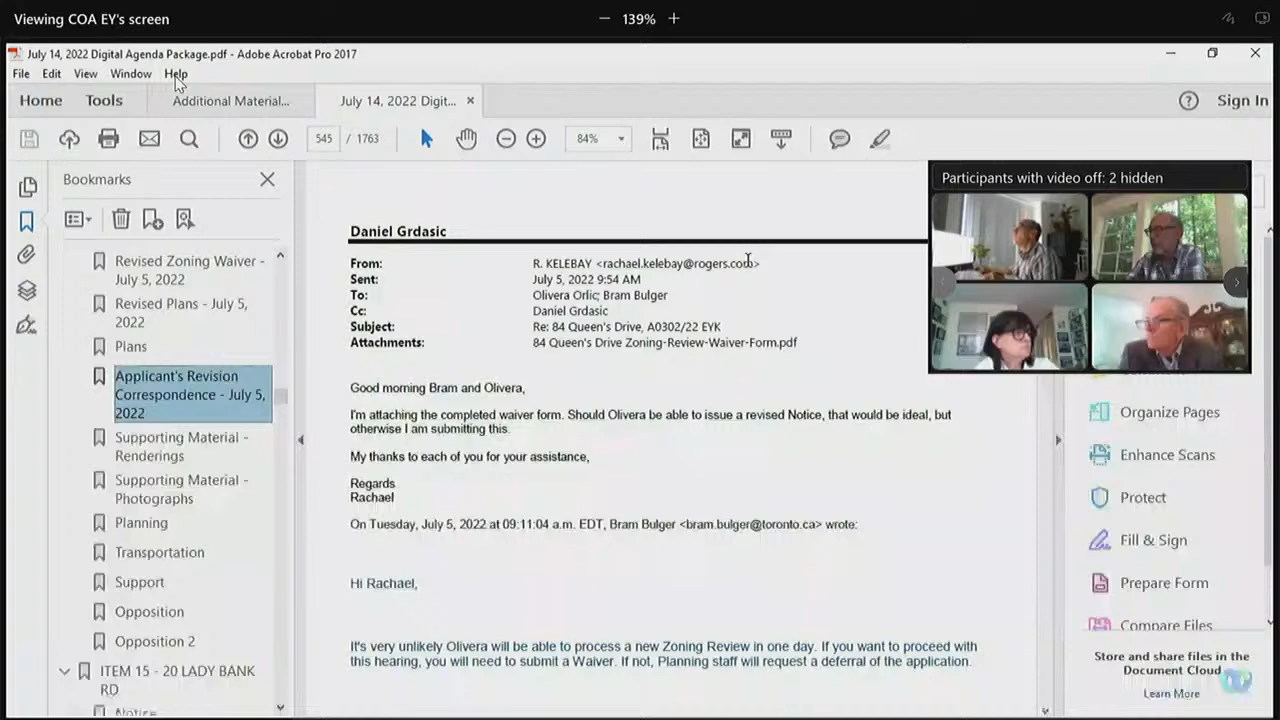 Viewing COA EY's screen
139%
July 14, 2022 Digital Agenda Package.pdf - Adobe Acrobat Pro 2017
File Edit View Window Help
Home Tools Additional Material... July 14, 2022 Digit... Sign In
545 / 1763 84%
Bookmarks
Revised Zoning Waiver -
July 5, 2022
Revised Plans - July 5,
2022
Plans
Applicant's Revision
Correspondence - July 5,
2022
Supporting Material -
Renderings
Supporting Material -
Photographs
Planning
Transportation
Support
Opposition
Opposition 2
ITEM 15 - 20 LADY BANK
RD
Notice
Participants with video off: 2 hidden
Daniel Grdasic
From: R. KELEBAY <rachael.kelebay@rogers.com>
Sent: July 5, 2022 9:54 AM
To: Olivera Orlic; Bram Bulger
Cc: Daniel Grdasic
Subject: Re: 84 Queen's Drive, A0302/22 EYK
Attachments: 84 Queen's Drive Zoning-Review-Waiver-Form.pdf
Good morning Bram and Olivera,
I'm attaching the completed waiver form. Should Olivera be able to issue a revised Notice, that would be ideal, but
otherwise I am submitting this.
My thanks to each of you for your assistance,
Regards
Rachael
On Tuesday, July 5, 2022 at 09:11:04 a.m. EDT, Bram Bulger <bram.bulger@toronto.ca> wrote:
Hi Rachael,
It's very unlikely Olivera will be able to process a new Zoning Review in one day. If you want to proceed with
this hearing, you will need to submit a Waiver. If not, Planning staff will request a deferral of the application.
Organize Pages
Enhance Scans
Protect
Fill & Sign
Prepare Form
Compare Files
Store and share files in the
Document Cloud
Learn More